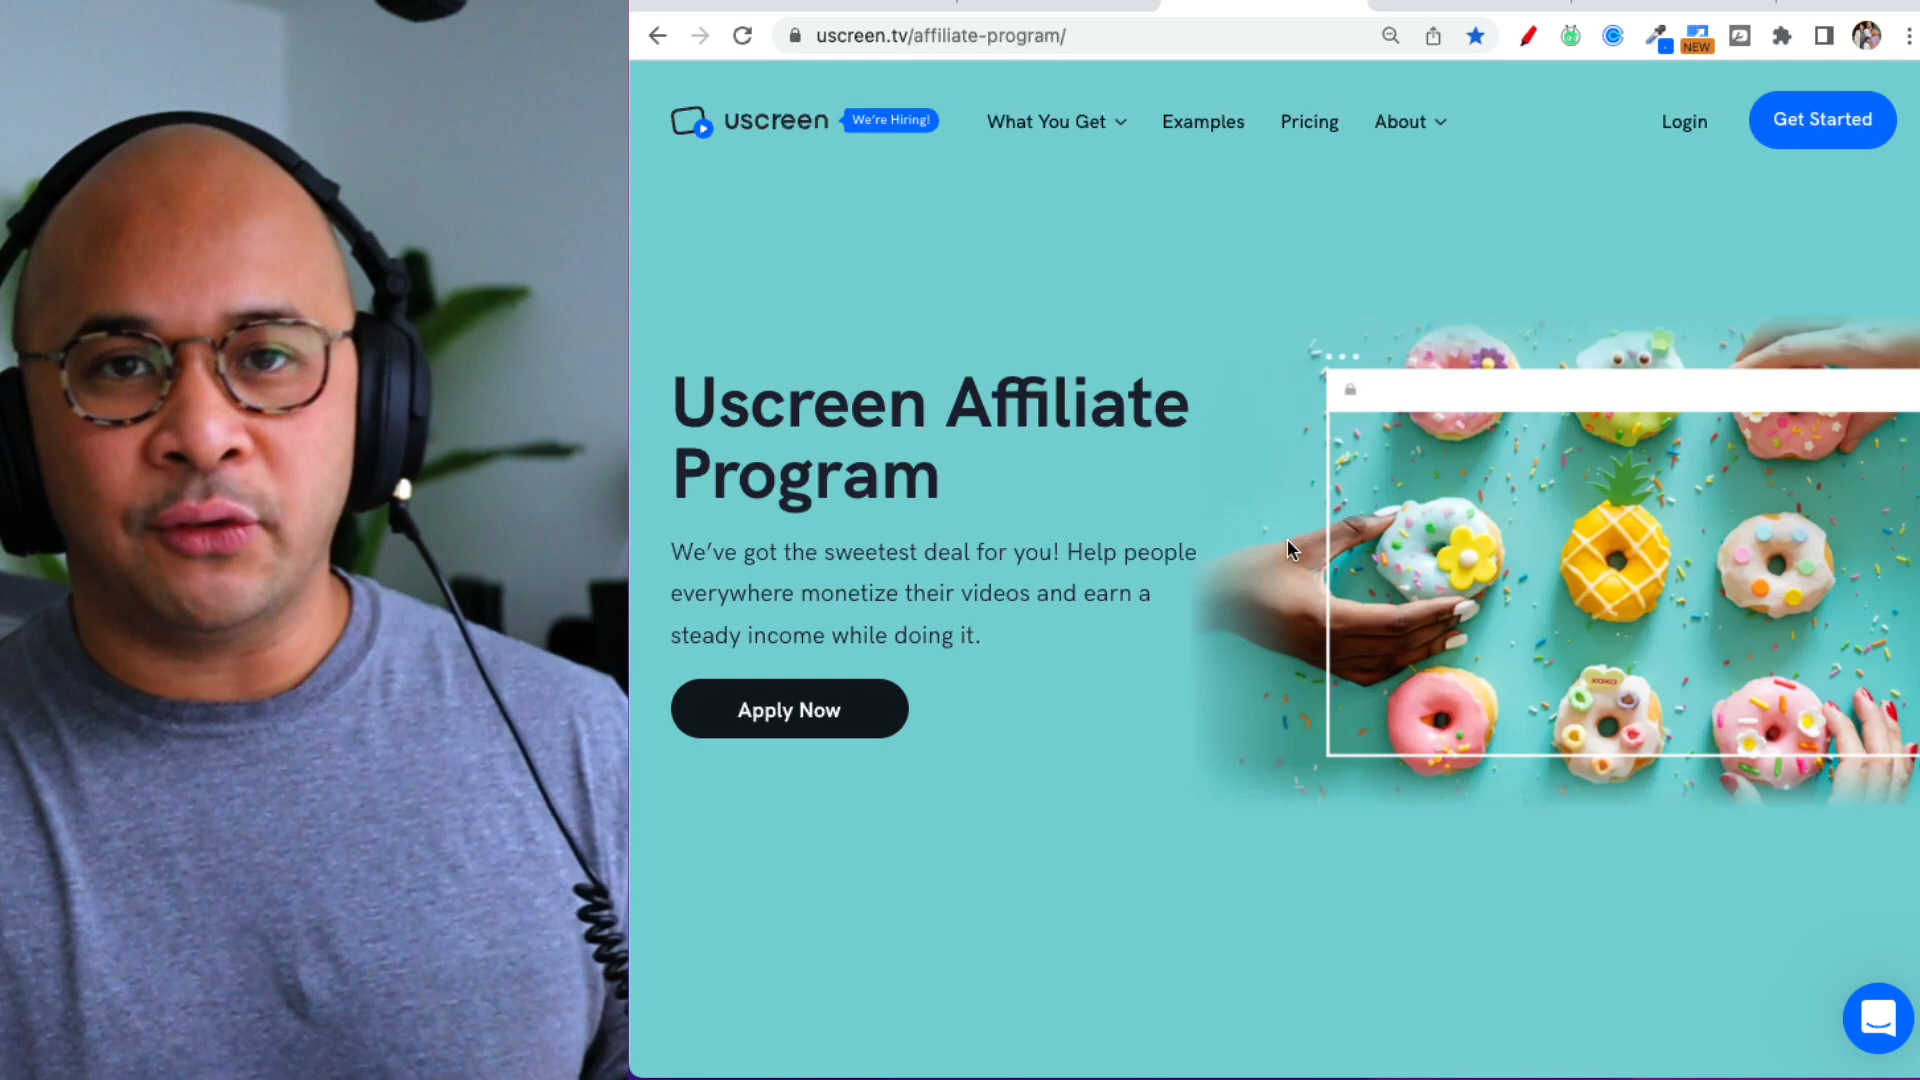 uscreen.tv/affiliate-program/
NEW
uscreen
We're Hiring!
What You Get
Examples
Pricing
About
Login
Get Started
Uscreen Affiliate
Program
We've got the sweetest deal for you! Help people
everywhere monetize their videos and earn a
steady income while doing it.
Apply Now
XOXO